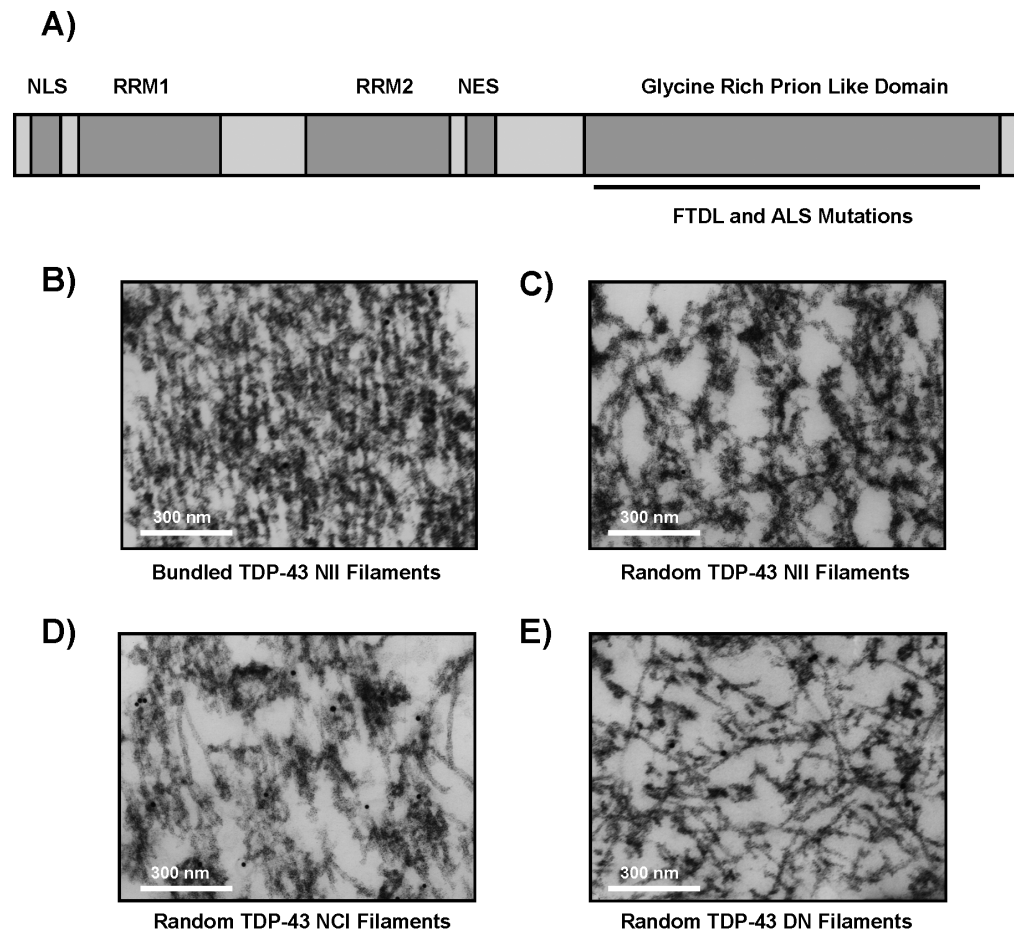 A)
NLS RRM1 RRM2 NES Glycine Rich Prion Like Domain
FTDL and ALS Mutations
B)
300 nm
Bundled TDP-43 NII Filaments
C)
300 nm
Random TDP-43 NII Filaments
D)
300 nm
Random TDP-43 NCI Filaments
E)
300 nm
Random TDP-43 DN Filaments